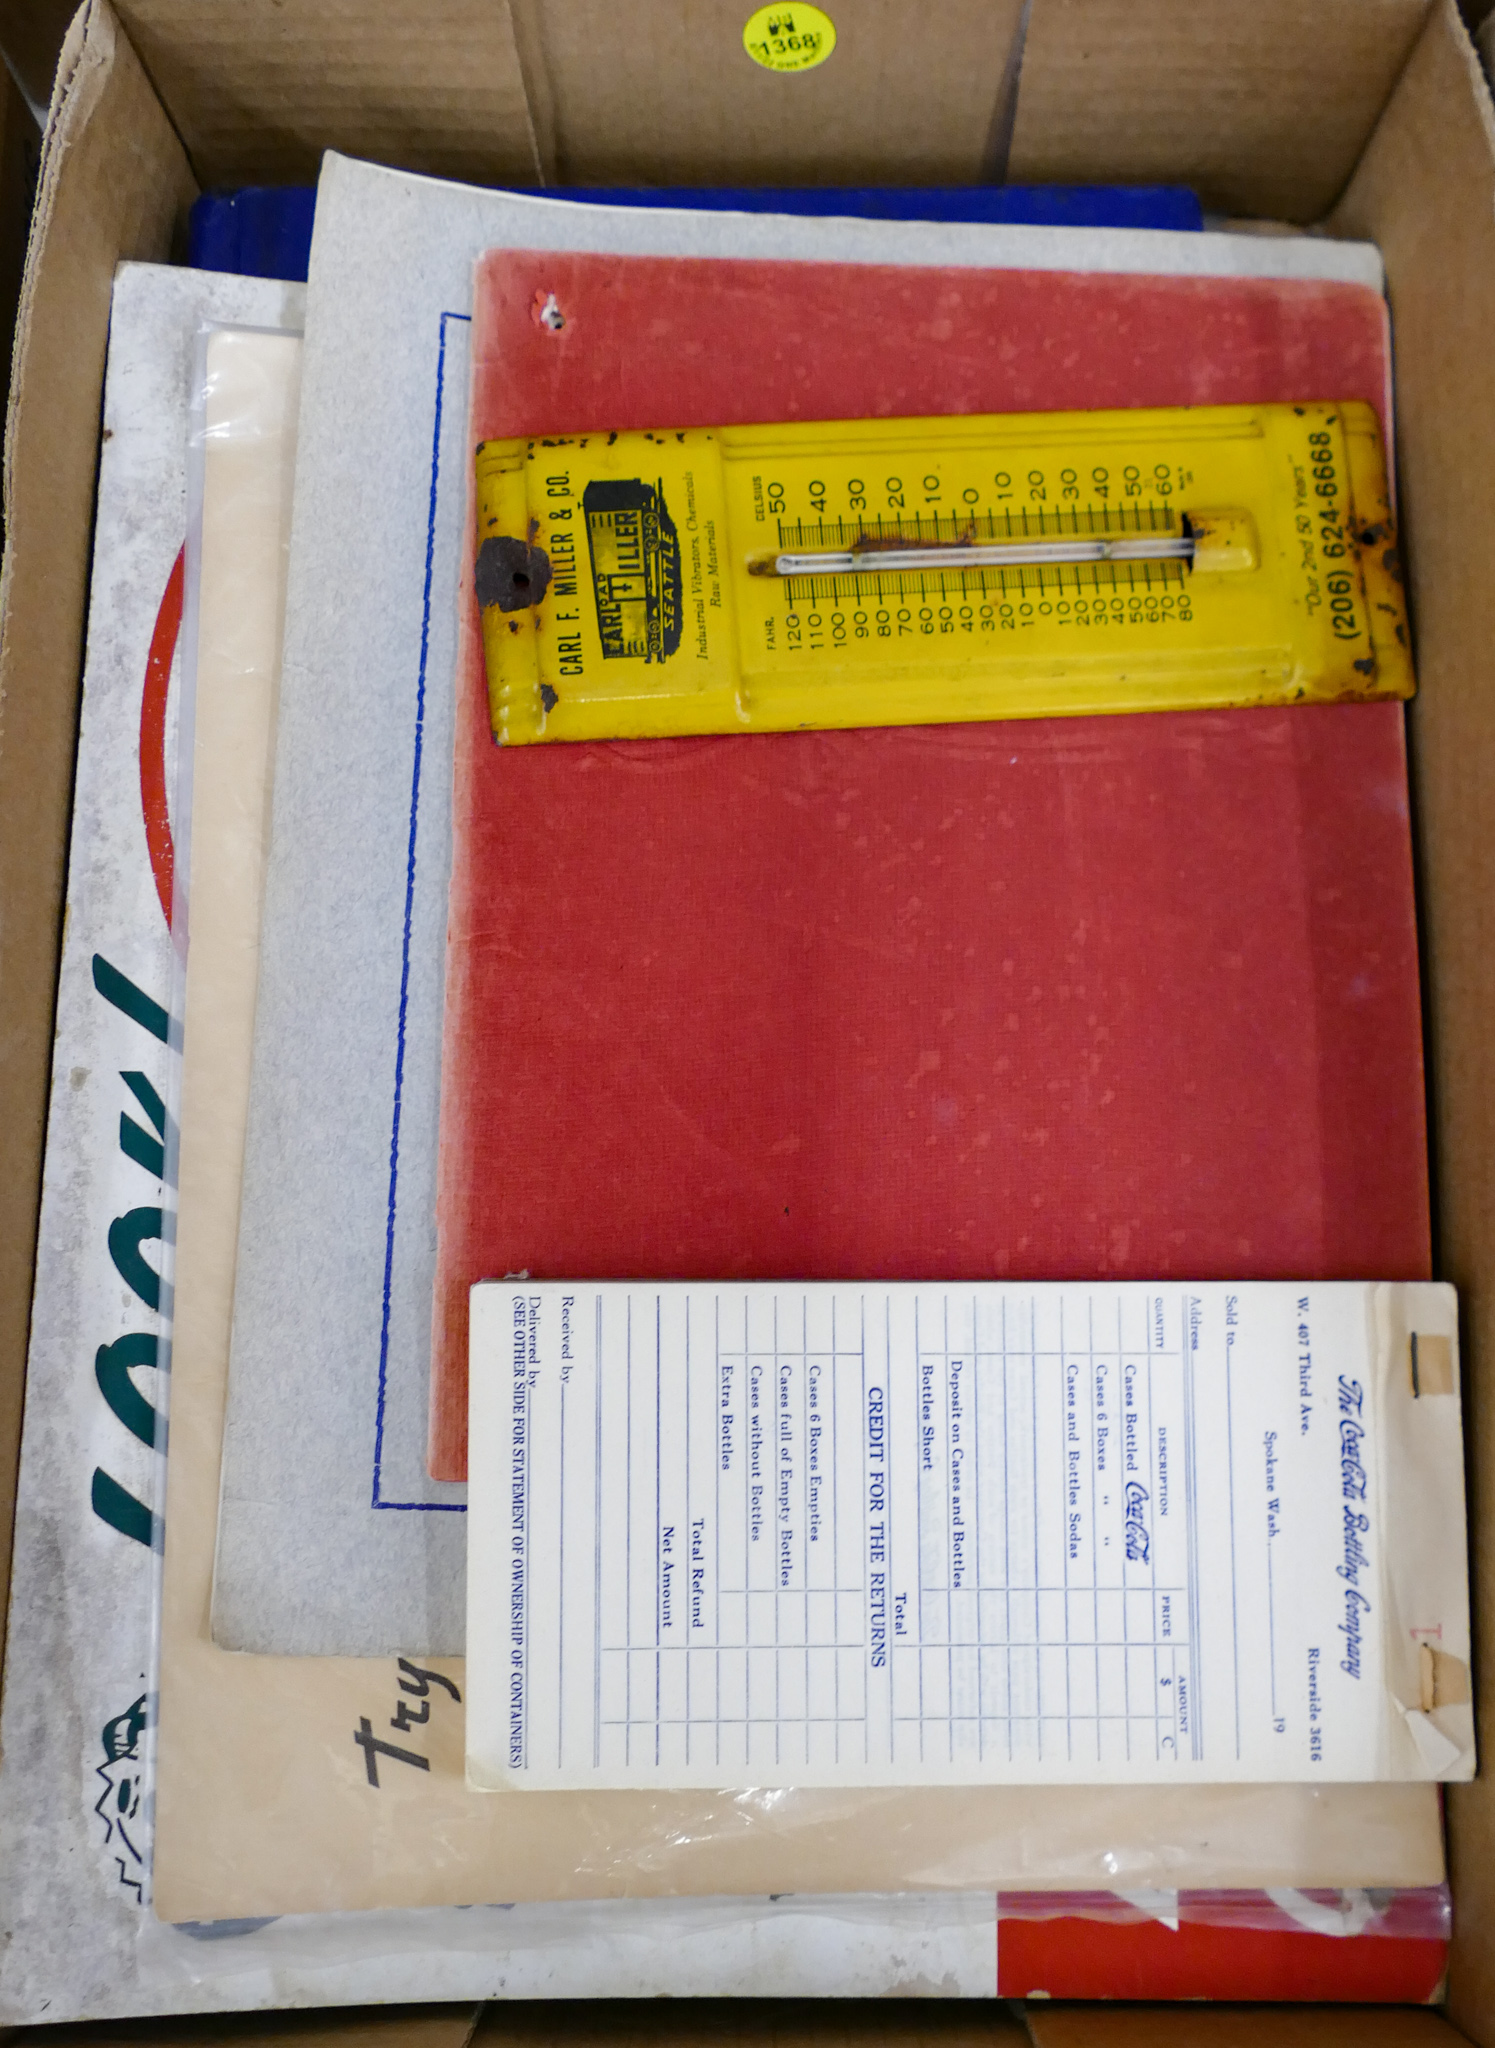 1368
CARL F. MILLER & CO.
CARLOAD
MILLER
SEATTLE
Industrial Vibrators, Chemicals
Raw Materials
FAHR.
CELSIUS
120
110
100
90
80
70
60
50
40
30
20
10
0
10
20
30
40
50
60
70
80
50
40
30
20
10
0
10
20
30
40
50
60
"Our 2nd 50 Years"
(206) 624-6668
1
The Coca-Cola Bottling Company
W. 407 Third Ave. Riverside 3616
Spokane Wash. 19
Sold to
Address
QUANTITY DESCRIPTION PRICE AMOUNT
$ C
Cases Bottled Coca-Cola
Cases 6 Boxes " "
Cases and Bottles Sodas
Deposit on Cases and Bottles
Bottles Short
Total
CREDIT FOR THE RETURNS
Cases 6 Boxes Empties
Cases full of Empty Bottles
Cases without Bottles
Extra Bottles
Total Refund
Net Amount
Received by
Delivered by
(SEE OTHER SIDE FOR STATEMENT OF OWNERSHIP OF CONTAINERS)
Try